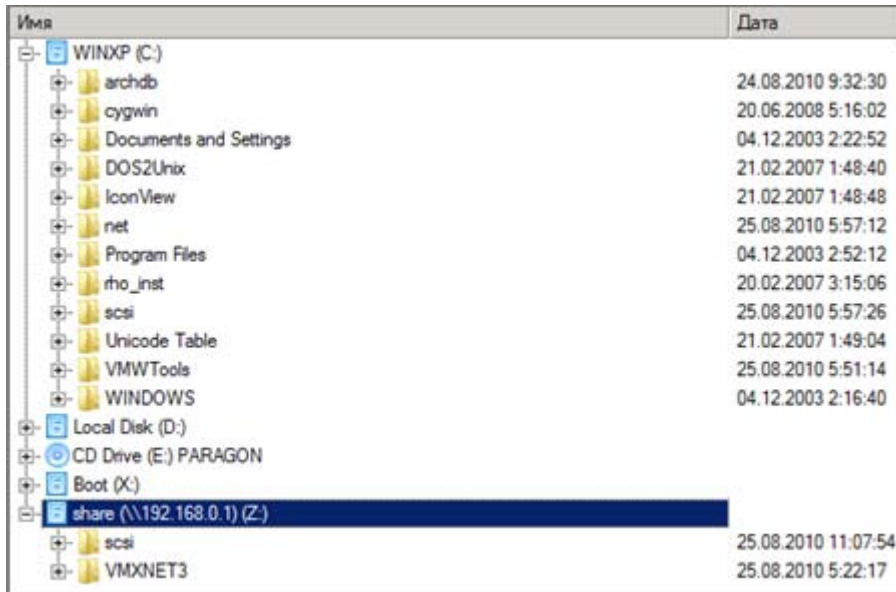 Имя Дата
WINXP (C:)
archdb 24.08.2010 9:32:30
cygwin 20.06.2008 5:16:02
Documents and Settings 04.12.2003 2:22:52
DOS2Unix 21.02.2007 1:48:40
IconView 21.02.2007 1:48:48
net 25.08.2010 5:57:12
Program Files 04.12.2003 2:52:12
rho_inst 20.02.2007 3:15:06
scsi 25.08.2010 5:57:26
Unicode Table 21.02.2007 1:49:04
VMWTools 25.08.2010 5:51:14
WINDOWS 04.12.2003 2:16:40
Local Disk (D:)
CD Drive (E:) PARAGON
Boot (X:)
share (\\192.168.0.1) (Z:)
scsi 25.08.2010 11:07:54
VMXNET3 25.08.2010 5:22:17